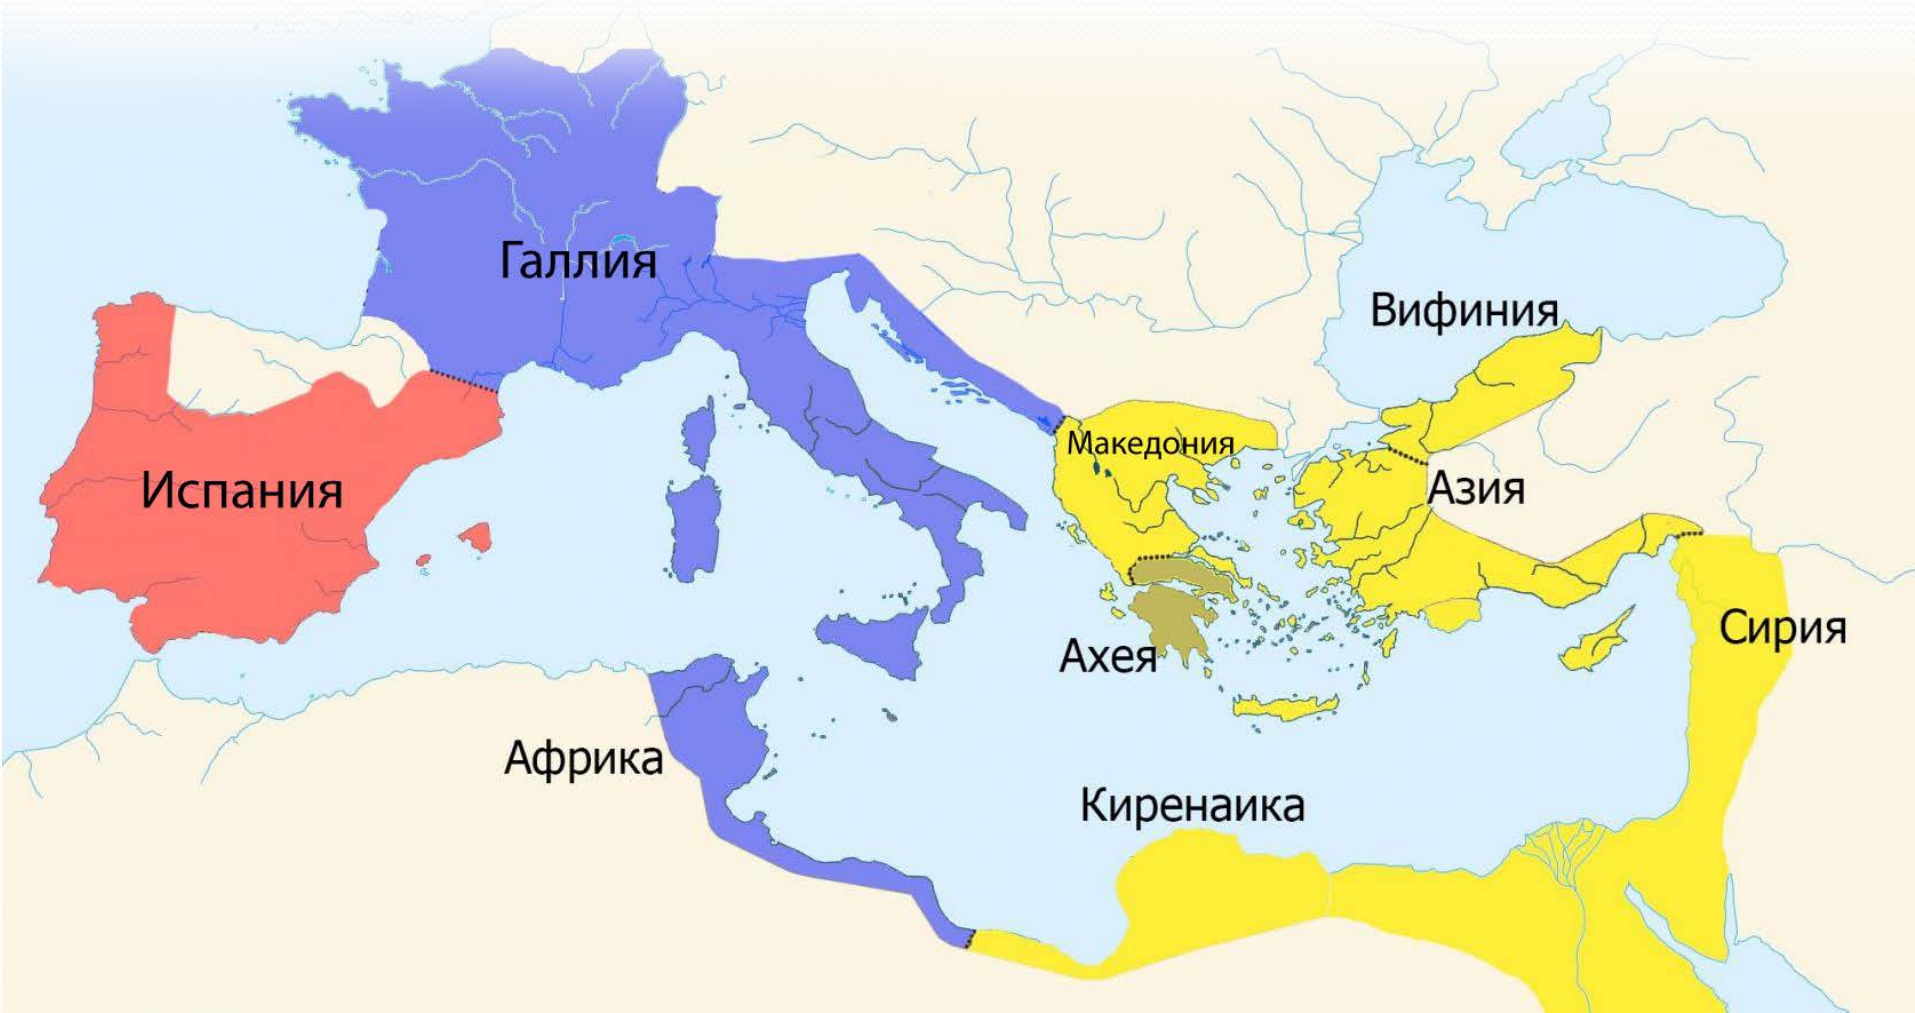 Галлия
Вифиния
Македония
Испания
Азия
Сирия
Ахея
Африка
Киренаика